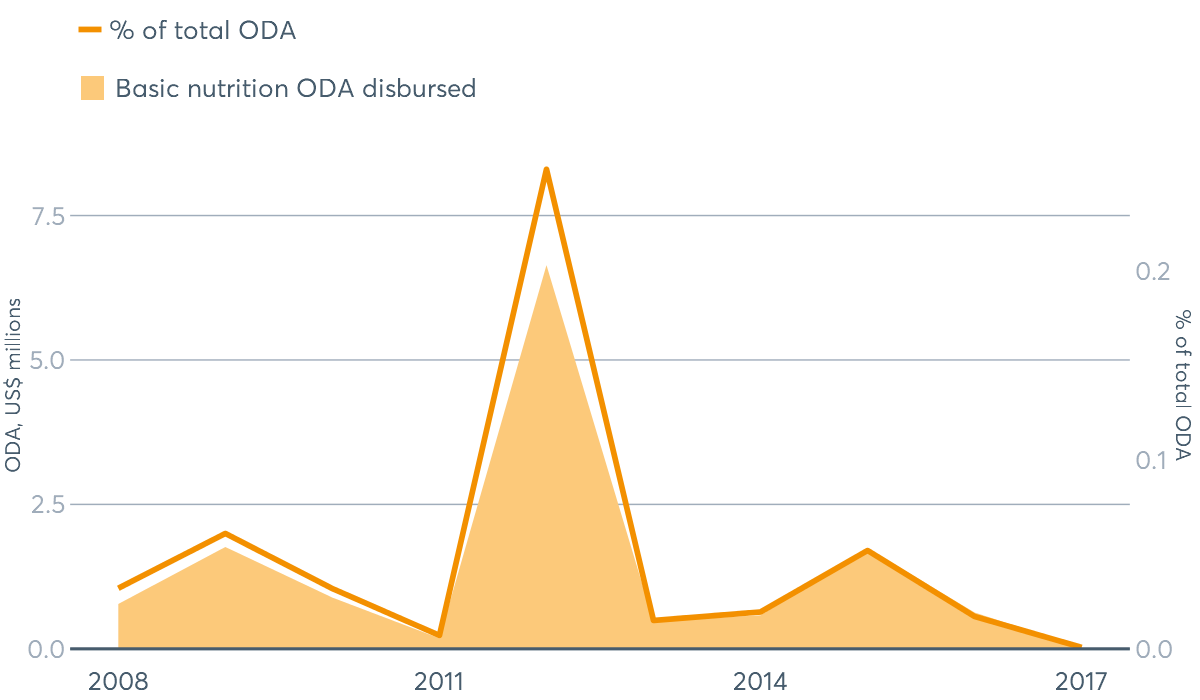 % of total ODA
Basic nutrition ODA disbursed
7.5
5.0
2.5
0.0
ODA, US$ millions
0.2
0.1
0.0
% of total ODA
2008
2011
2014
2017